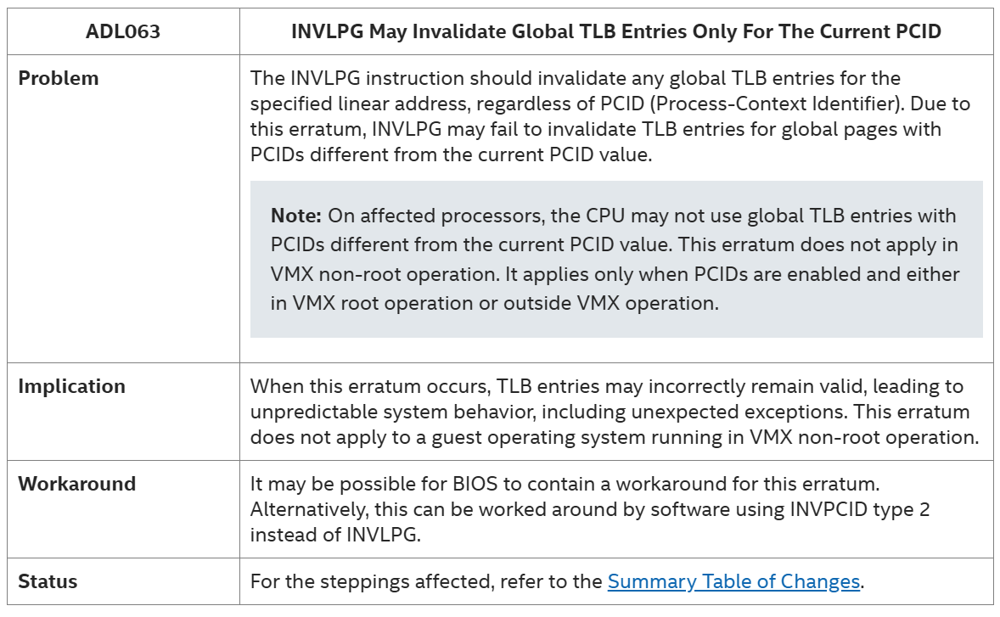 ADL063
INVLPG May Invalidate Global TLB Entries Only For The Current PCID
Problem
The INVLPG instruction should invalidate any global TLB entries for the
specified linear address, regardless of PCID (Process-Context Identifier). Due to
this erratum, INVLPG may fail to invalidate TLB entries for global pages with
PCIDs different from the current PCID value.
Note: On affected processors, the CPU may not use global TLB entries with
PCIDs different from the current PCID value. This erratum does not apply in
VMX non-root operation. It applies only when PCIDs are enabled and either
in VMX root operation or outside VMX operation.
Implication
When this erratum occurs, TLB entries may incorrectly remain valid, leading to
unpredictable system behavior, including unexpected exceptions. This erratum
does not apply to a guest operating system running in VMX non-root operation.
Workaround
It may be possible for BIOS to contain a workaround for this erratum.
Alternatively, this can be worked around by software using INVPCID type 2
instead of INVLPG.
Status
For the steppings affected, refer to the Summary Table of Changes.